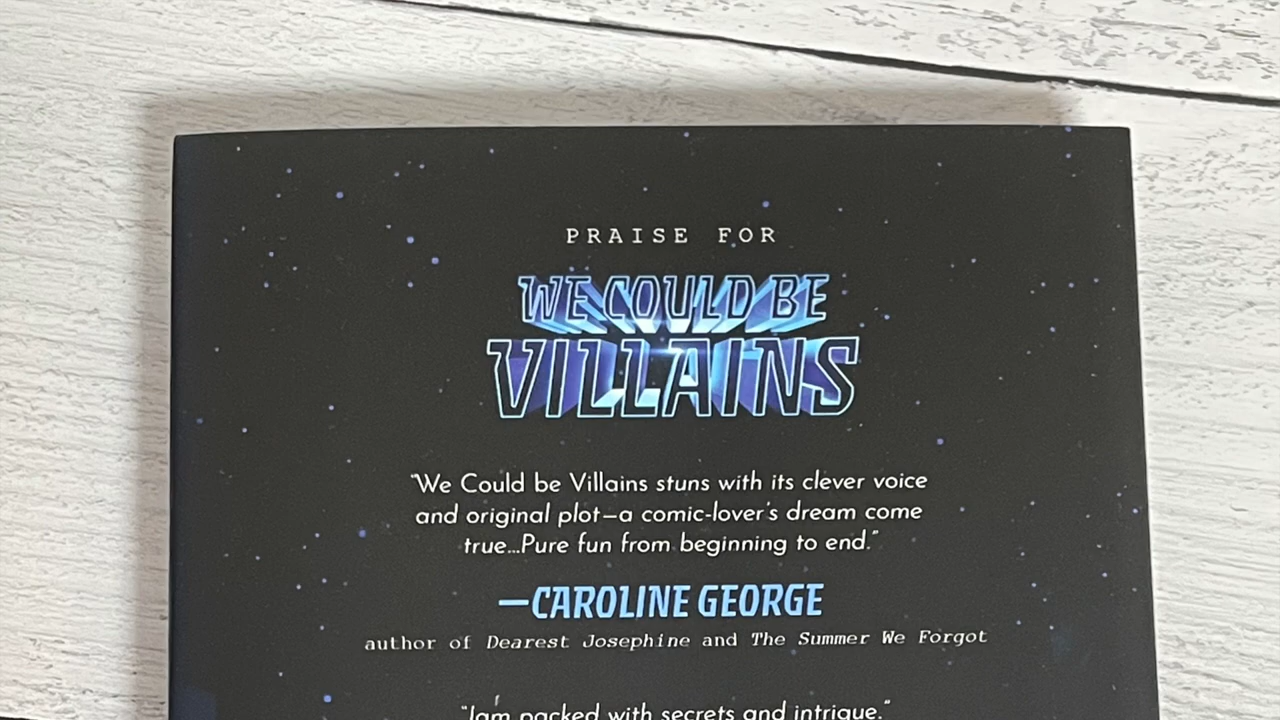 PRAISE FOR
WE COULD BE
VILLAINS
"We Could be Villains stuns with its clever voice
and original plot—a comic-lover's dream come
true...Pure fun from beginning to end."
—CAROLINE GEORGE
author of Dearest Josephine and The Summer We Forgot
"Jam packed with secrets and intrigue."